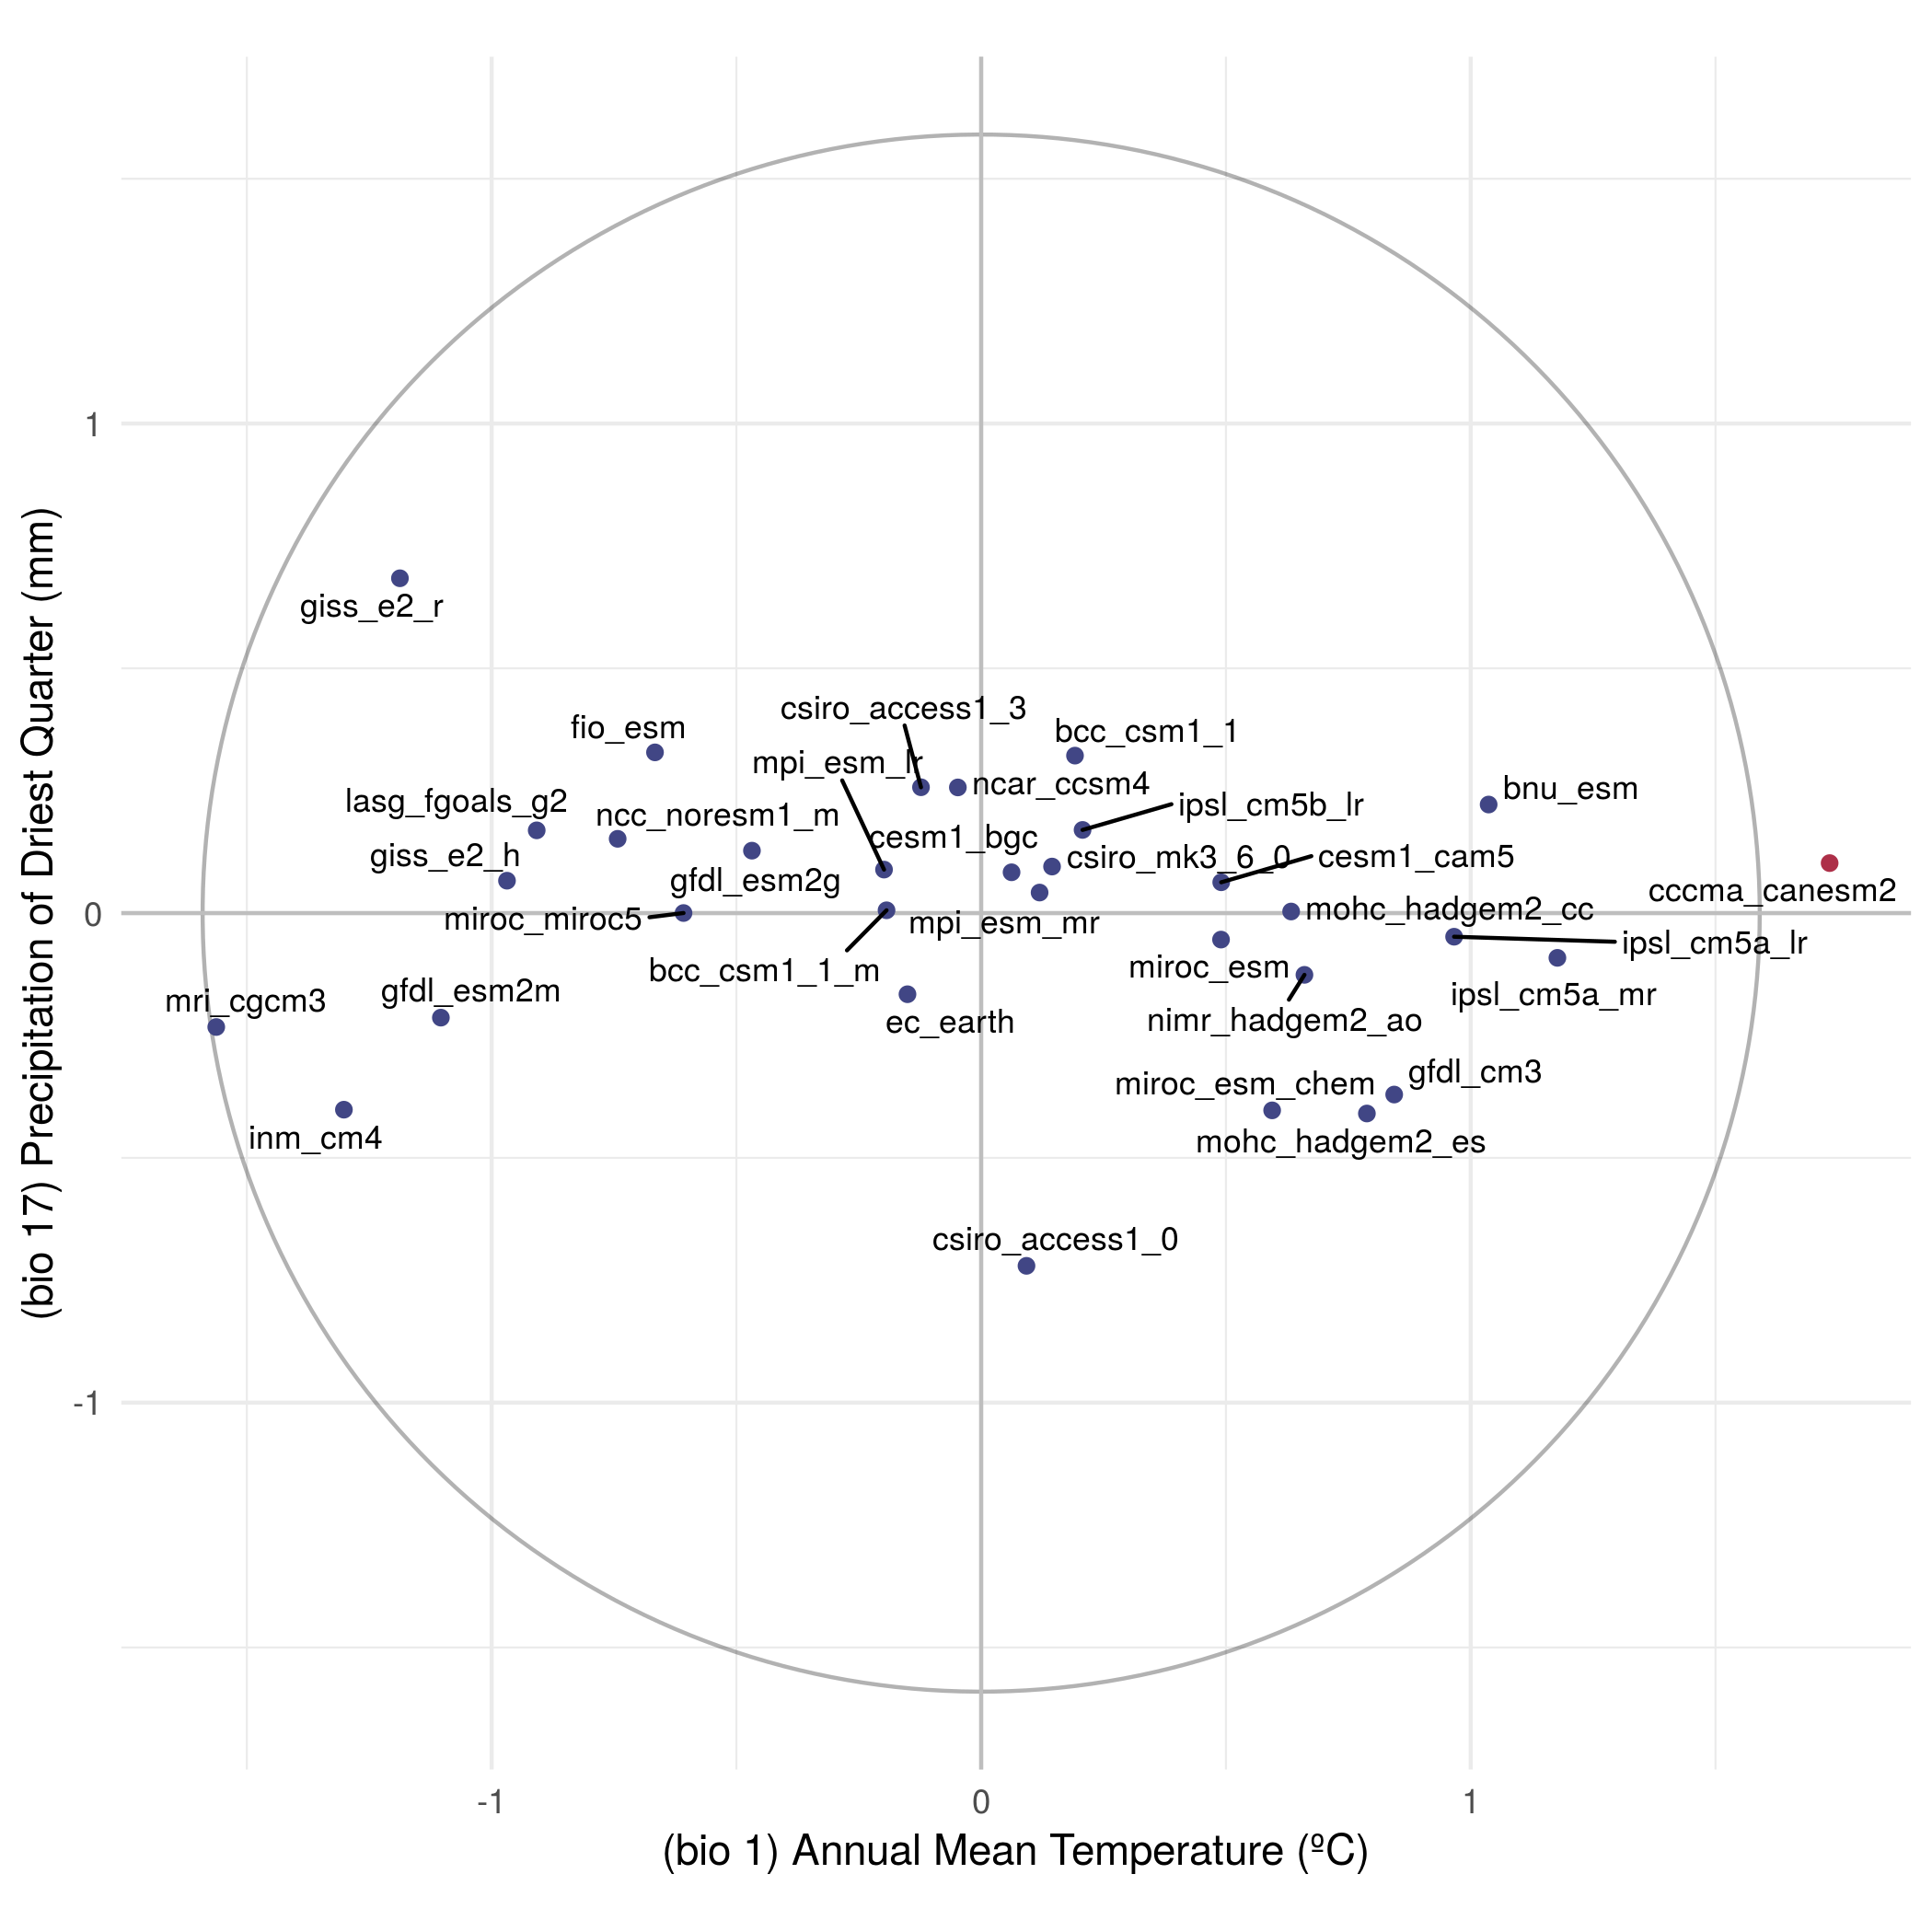 1
giss_e2_r
csiro_access1_3
fio_esm
bcc_csm1_1
mpi_esm_lr
ncar_ccsm4
bnu_esm
lasg_fgoals_g2
ipsl_cm5b_lr
ncc_noresm1_m
cesm1_bgc
giss_e2_h
csiro_mk3_6_0
cesm1_cam5
gfdl_esm2g
cccma_canesm2
0
miroc_miroc5
mpi_esm_mr
mohc_hadgem2_cc
ipsl_cm5a_lr
bcc_csm1_1_m
miroc_esm
mri_cgcm3
gfdl_esm2m
ipsl_cm5a_mr
ec_earth
nimr_hadgem2_ao
miroc_esm_chem
gfdl_cm3
inm_cm4
mohc_hadgem2_es
csiro_access1_0
-1
-1
0
1
(bio 1) Annual Mean Temperature (ºC)
(bio 17) Precipitation of Driest Quarter (mm)